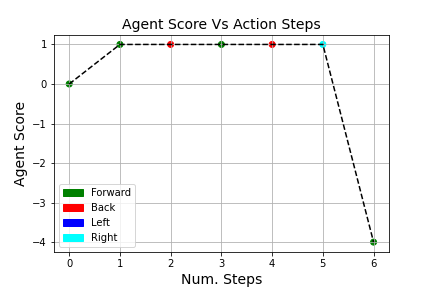 Agent Score Vs Action Steps
Agent Score
1
0
−1
−2
−3
−4
Forward
Back
Left
Right
0 1 2 3 4 5 6
Num. Steps